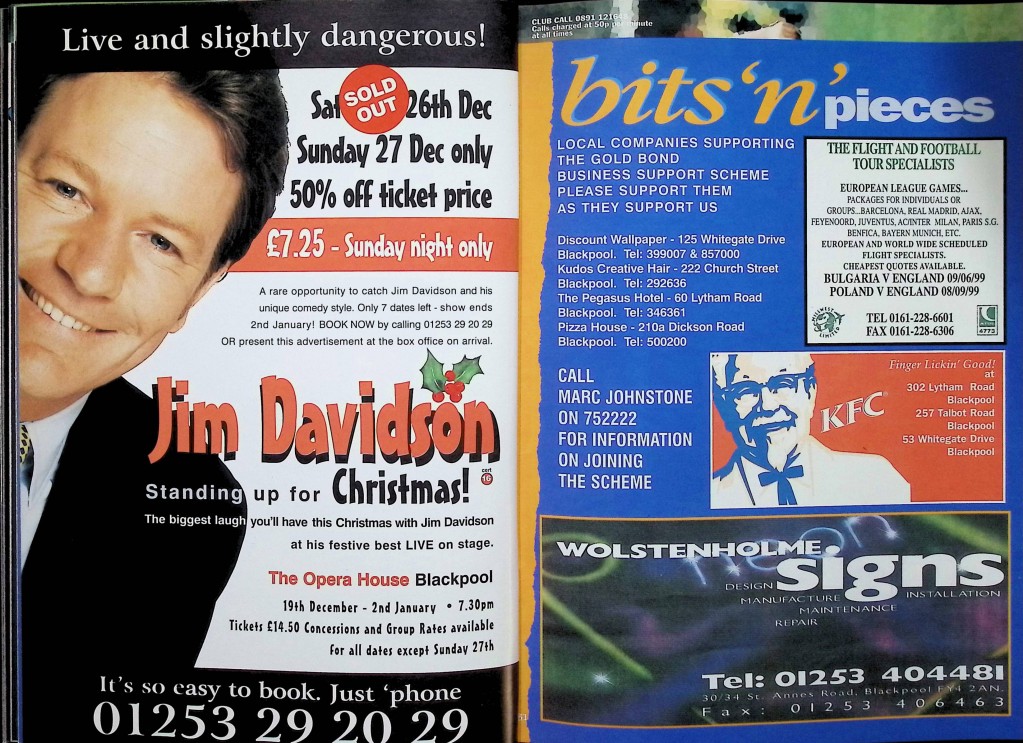 Live and slightly dangerous!
SOLD OUT
26th Dec
Sunday 27 Dec only
50% off ticket price
£7.25 - Sunday night only
A rare opportunity to catch Jim Davidson and his
unique comedy style. Only 7 dates left - show ends
2nd January! BOOK NOW by calling 01253 29 20 29
OR present this advertisement at the box office on arrival.
Jim Davidson
cert
16
Standing up for Christmas!
The biggest laugh you'll have this Christmas with Jim Davidson
at his festive best LIVE on stage.
The Opera House Blackpool
19th December - 2nd January • 7.30pm
Tickets £14.50 Concessions and Group Rates available
for all dates except Sunday 27th
It's so easy to book. Just 'phone
01253 29 20 29
CLUB CALL 0891
Calls charged at 50p per minute
at all times
bits 'n' pieces
LOCAL COMPANIES SUPPORTING
THE GOLD BOND
BUSINESS SUPPORT SCHEME
PLEASE SUPPORT THEM
AS THEY SUPPORT US
Discount Wallpaper - 125 Whitegate Drive
Blackpool. Tel: 399007 & 857000
Kudos Creative Hair - 222 Church Street
Blackpool. Tel: 292636
The Pegasus Hotel - 60 Lytham Road
Blackpool. Tel: 346361
Pizza House - 210a Dickson Road
Blackpool. Tel: 500200
CALL
MARC JOHNSTONE
ON 752222
FOR INFORMATION
ON JOINING
THE SCHEME
THE FLIGHT AND FOOTBALL
TOUR SPECIALISTS
EUROPEAN LEAGUE GAMES...
PACKAGES FOR INDIVIDUALS OR
GROUPS...BARCELONA, REAL MADRID, AJAX,
FEYENOORD, JUVENTUS, AC/INTER MILAN, PARIS S.G.
BENFICA, BAYERN MUNICH, ETC.
EUROPEAN AND WORLD WIDE SCHEDULED
FLIGHT SPECIALISTS.
CHEAPEST QUOTES AVAILABLE.
BULGARIA V ENGLAND 09/06/99
POLAND V ENGLAND 08/09/99
TEL 0161-228-6601
FAX 0161-228-6306
LIMITED
4773
Finger Lickin' Good!
at
302 Lytham Road
Blackpool
257 Talbot Road
Blackpool
53 Whitegate Drive
Blackpool
KFC
WOLSTENHOLME
signs
DESIGN
MANUFACTURE
INSTALLATION
MAINTENANCE
REPAIR
Tel: 01253 404481
30/34 St. Annes Road, Blackpool FY4 2AN.
Fax: 01253 406463